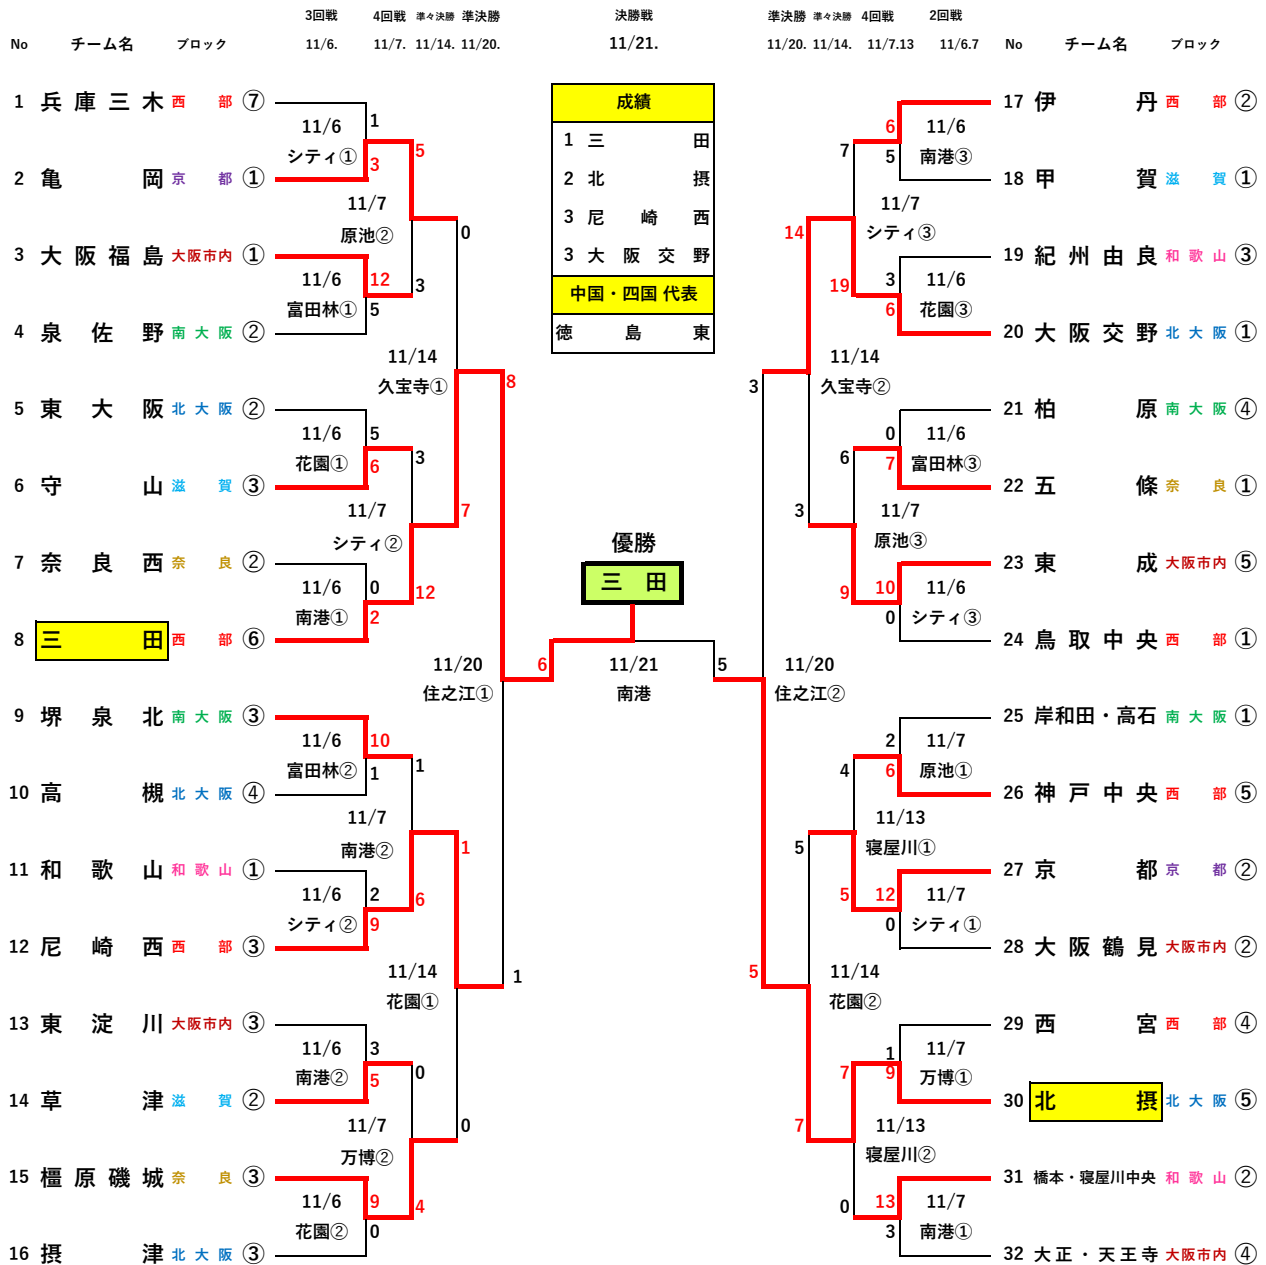 3回戦 4回戦 準々決勝 準決勝 決勝戦 準決勝 準々決勝 4回戦 2回戦
No チーム名 ブロック 11/6. 11/7. 11/14. 11/20. 11/21. 11/20. 11/14. 11/7.13 11/6.7 No チーム名 ブロック
1 兵庫三木 西部 ⑦
11/6 1
シティ① 3 5
2 亀岡 京都 ①
11/7
原池② 0
3 大阪福島 大阪市内 ①
11/6 12 3
富田林① 5
4 泉佐野 南大阪 ②
11/14
久宝寺① 8
5 東大阪 北大阪 ②
11/6 5
花園① 6 3
6 守山 滋賀 ③
11/7 7
シティ②
7 奈良西 奈良 ②
11/6 0 12
南港① 2
8 三田 西部 ⑥
11/20 6
住之江①
9 堺泉北 南大阪 ③
11/6 10
富田林② 1 1
10 高槻 北大阪 ④
11/7
南港② 1
11 和歌山 和歌山 ①
11/6 2 6
シティ② 9
12 尼崎西 西部 ③
11/14 1
花園①
13 東淀川 大阪市内 ③
11/6 3
南港② 5 0
14 草津 滋賀 ②
11/7 0
万博②
15 橿原磯城 奈良 ③
11/6 9 4
花園② 0
16 摂津 北大阪 ③
成績
1 三田
2 北摂
3 尼崎西
3 大阪交野
中国・四国 代表
徳島東
優勝
三田
11/21
南港
17 伊丹 西部 ②
6 11/6
7 5 南港③
18 甲賀 滋賀 ①
11/7
14 シティ③
19 紀州由良 和歌山 ③
19 3 11/6
6 花園③
20 大阪交野 北大阪 ①
11/14
3 久宝寺②
21 柏原 南大阪 ④
0 11/6
6 7 富田林③
22 五條 奈良 ①
3 11/7
原池③
23 東成 大阪市内 ⑤
9 10 11/6
0 シティ③
24 鳥取中央 西部 ①
5 11/20
住之江②
25 岸和田・高石 南大阪 ①
2 11/7
4 6 原池①
26 神戸中央 西部 ⑤
11/13
5 寝屋川①
27 京都 京都 ②
5 12 11/7
0 シティ①
28 大阪鶴見 大阪市内 ②
5 11/14
花園②
29 西宮 西部 ④
1 11/7
7 9 万博①
30 北摂 北大阪 ⑤
7 11/13
寝屋川②
31 橋本・寝屋川中央 和歌山 ②
0 13 11/7
3 南港①
32 大正・天王寺 大阪市内 ④